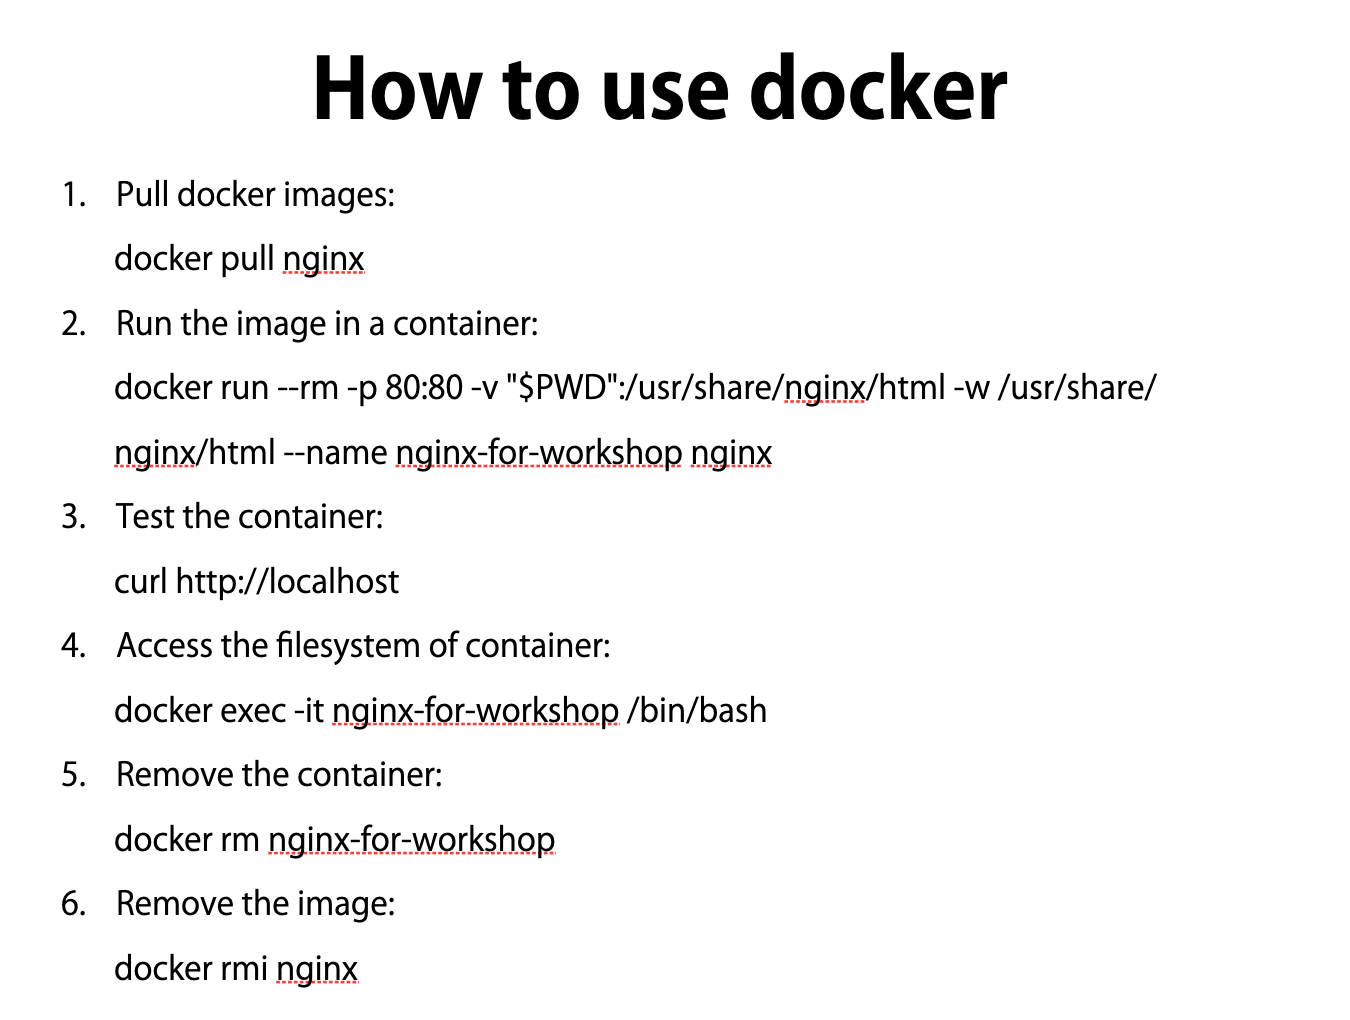 How to use docker
1. Pull docker images:
docker pull nginx
2. Run the image in a container:
docker run --rm -p 80:80 -v "$PWD":/usr/share/nginx/html -w /usr/share/
nginx/html --name nginx-for-workshop nginx
3. Test the container:
curl http://localhost
4. Access the filesystem of container:
docker exec -it nginx-for-workshop /bin/bash
5. Remove the container:
docker rm nginx-for-workshop
6. Remove the image:
docker rmi nginx